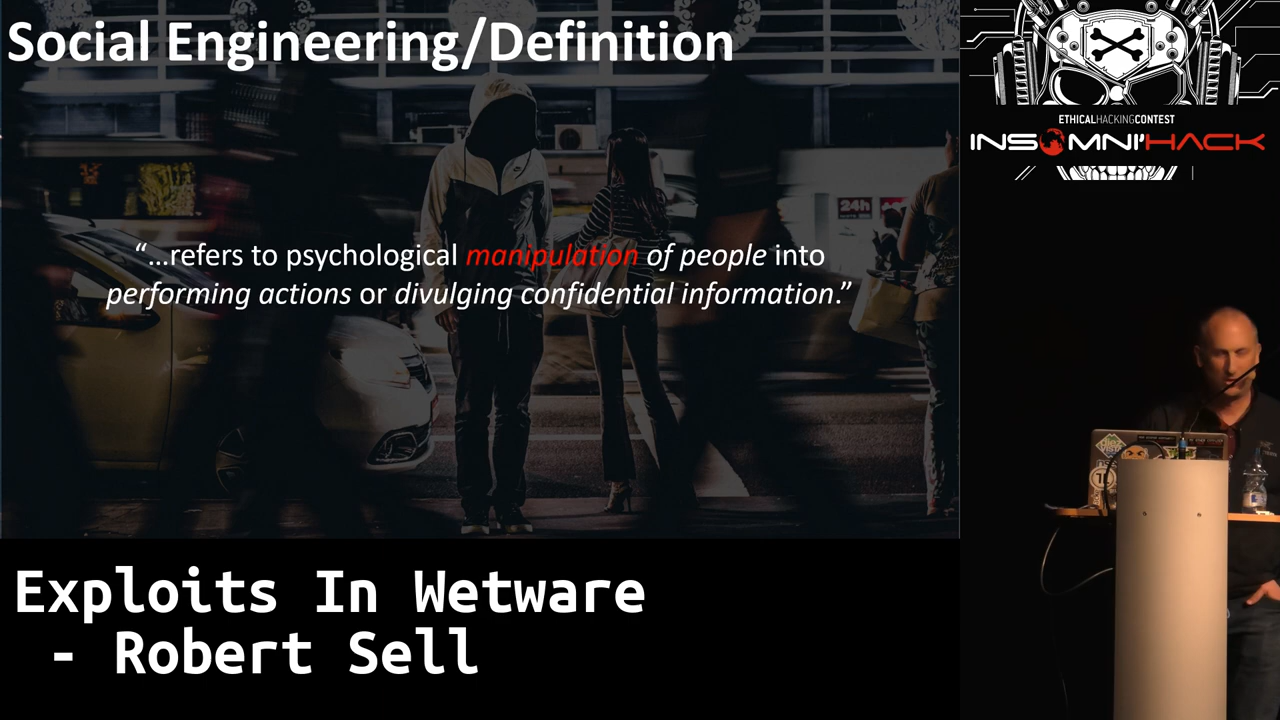 Social Engineering/Definition
“...refers to psychological manipulation of people into
performing actions or divulging confidential information.”
24h
ETHICALHACKINGCONTEST
INSOMNI'HACK
Exploits In Wetware
- Robert Sell